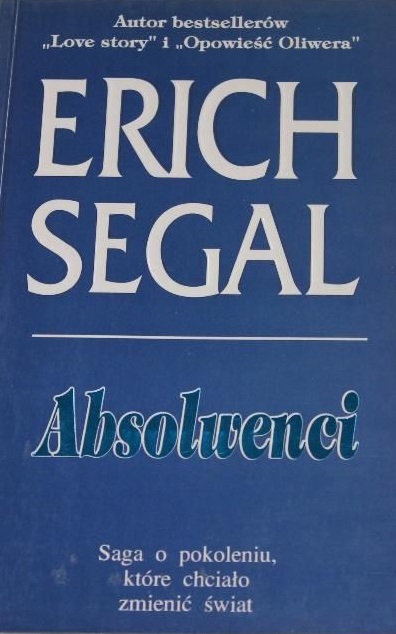 Autor bestsellerów
„Love story" i „Opowieść Oliwera"
ERICH
SEGAL
Absolwenci
Saga o pokoleniu,
które chciało
zmienić świat